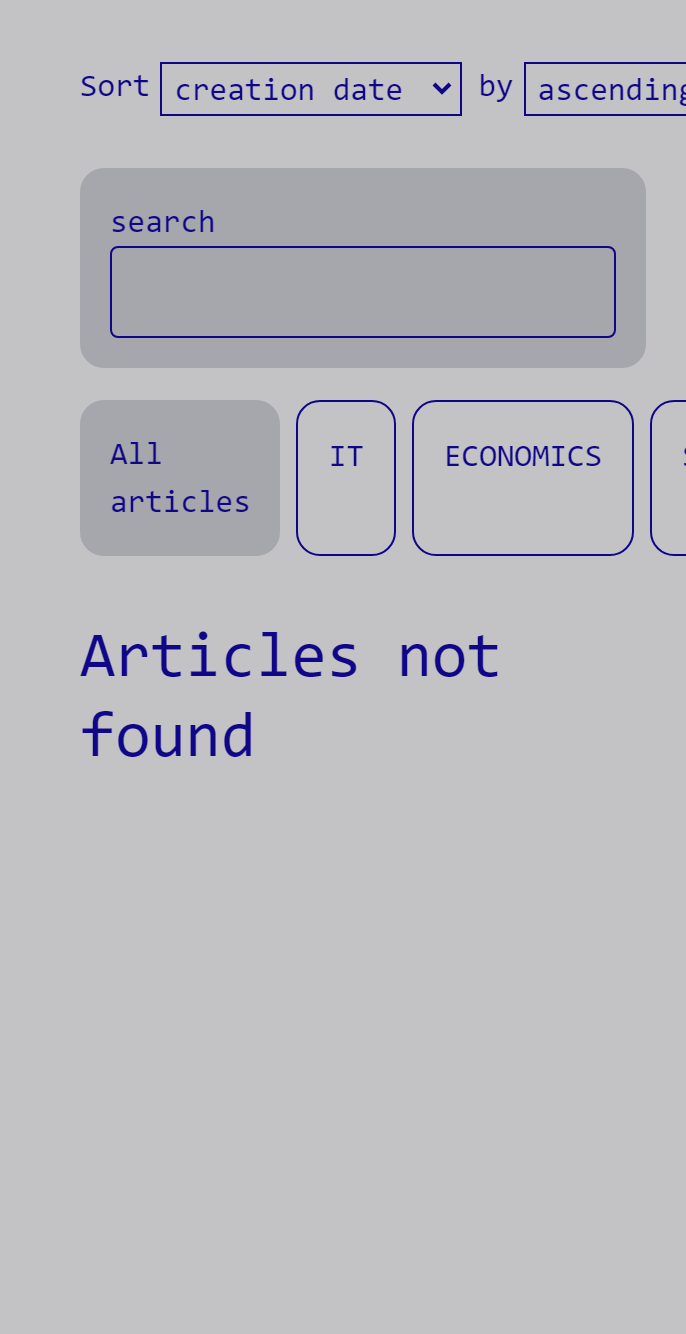 Sort creation date by ascending
search
All articles IT ECONOMICS
Articles not
found